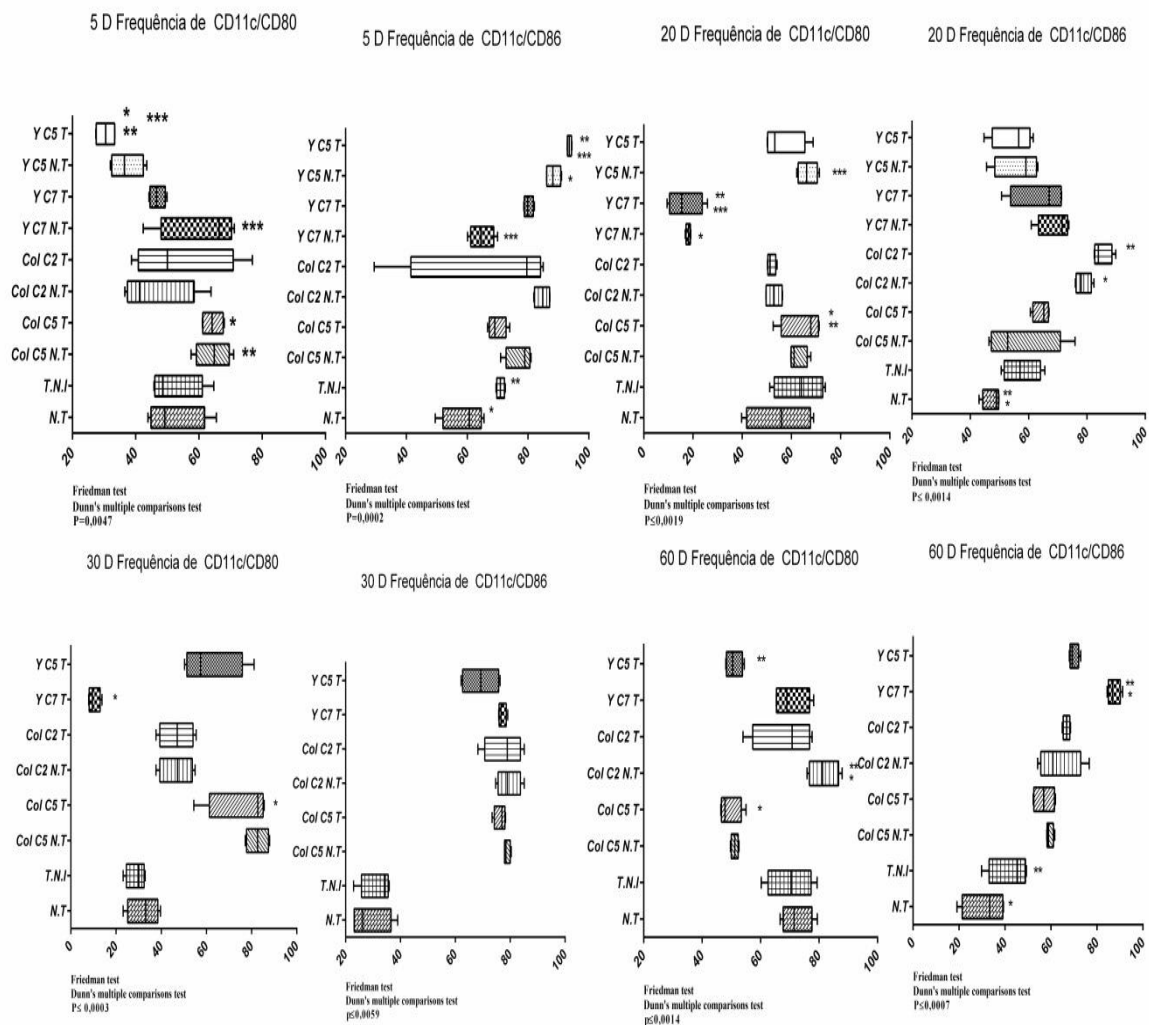 5 D Frequência de CD11c/CD80
Y C5 T
* ***
**
Y C5 N.T
Y C7 T
Y C7 N.T
***
Col C2 T
Col C2 N.T
Col C5 T
*
Col C5 N.T
**
T.N.I
N.T
20 40 60 80 100
Friedman test
Dunn's multiple comparisons test
P=0,0047
5 D Frequência de CD11c/CD86
Y C5 T
**
***
Y C5 N.T
*
Y C7 T
Y C7 N.T
***
Col C2 T
Col C2 N.T
Col C5 T
Col C5 N.T
T.N.I
**
N.T
*
20 40 60 80 100
Friedman test
Dunn's multiple comparisons test
P=0,0002
20 D Frequência de CD11c/CD80
Y C5 T
Y C5 N.T
***
Y C7 T
**
***
Y C7 N.T
*
Col C2 T
Col C2 N.T
Col C5 T
*
**
Col C5 N.T
T.N.I
N.T
0 20 40 60 80 100
Friedman test
Dunn's multiple comparisons test
P≤0,0019
20 D Frequência de CD11c/CD86
Y C5 T
Y C5 N.T
Y C7 T
Y C7 N.T
Col C2 T
**
Col C2 N.T
*
Col C5 T
Col C5 N.T
T.N.I
N.T
**
*
20 40 60 80 100
Friedman test
Dunn's multiple comparisons test
P≤ 0,0014
30 D Frequência de CD11c/CD80
Y C5 T
Y C7 T
*
Col C2 T
Col C2 N.T
Col C5 T
*
Col C5 N.T
T.N.I
N.T
0 20 40 60 80 100
Friedman test
Dunn's multiple comparisons test
P≤ 0,0003
30 D Frequência de CD11c/CD86
Y C5 T
Y C7 T
Col C2 T
Col C2 N.T
Col C5 T
Col C5 N.T
T.N.I
N.T
20 40 60 80 100
Friedman test
Dunn's multiple comparisons test
p≤0,0059
60 D Frequência de CD11c/CD80
Y C5 T
**
Y C7 T
Col C2 T
Col C2 N.T
**
*
Col C5 T
*
Col C5 N.T
T.N.I
N.T
20 40 60 80 100
Friedman test
Dunn's multiple comparisons test
p≤0,0014
60 D Frequência de CD11c/CD86
Y C5 T
Y C7 T
**
*
Col C2 T
Col C2 N.T
Col C5 T
Col C5 N.T
T.N.I
**
N.T
*
0 20 40 60 80 100
Friedman test
Dunn's multiple comparisons test
P≤0,0007